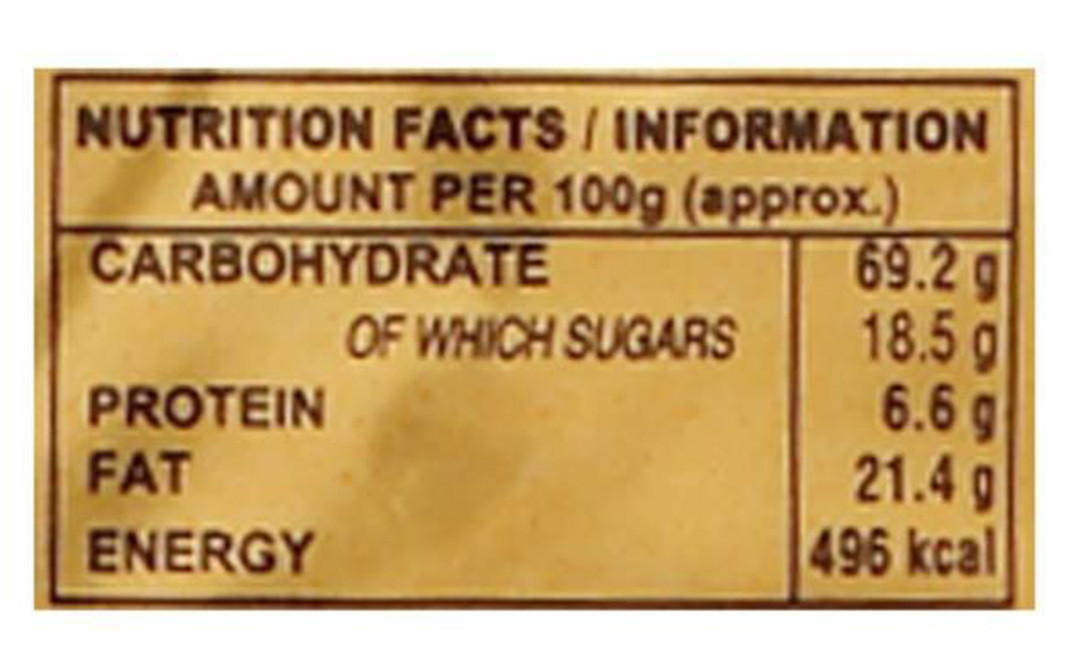 NUTRITION FACTS / INFORMATION
AMOUNT PER 100g (approx.)
CARBOHYDRATE 69.2 g
OF WHICH SUGARS 18.5 g
PROTEIN 6.6 g
FAT 21.4 g
ENERGY 496 kcal